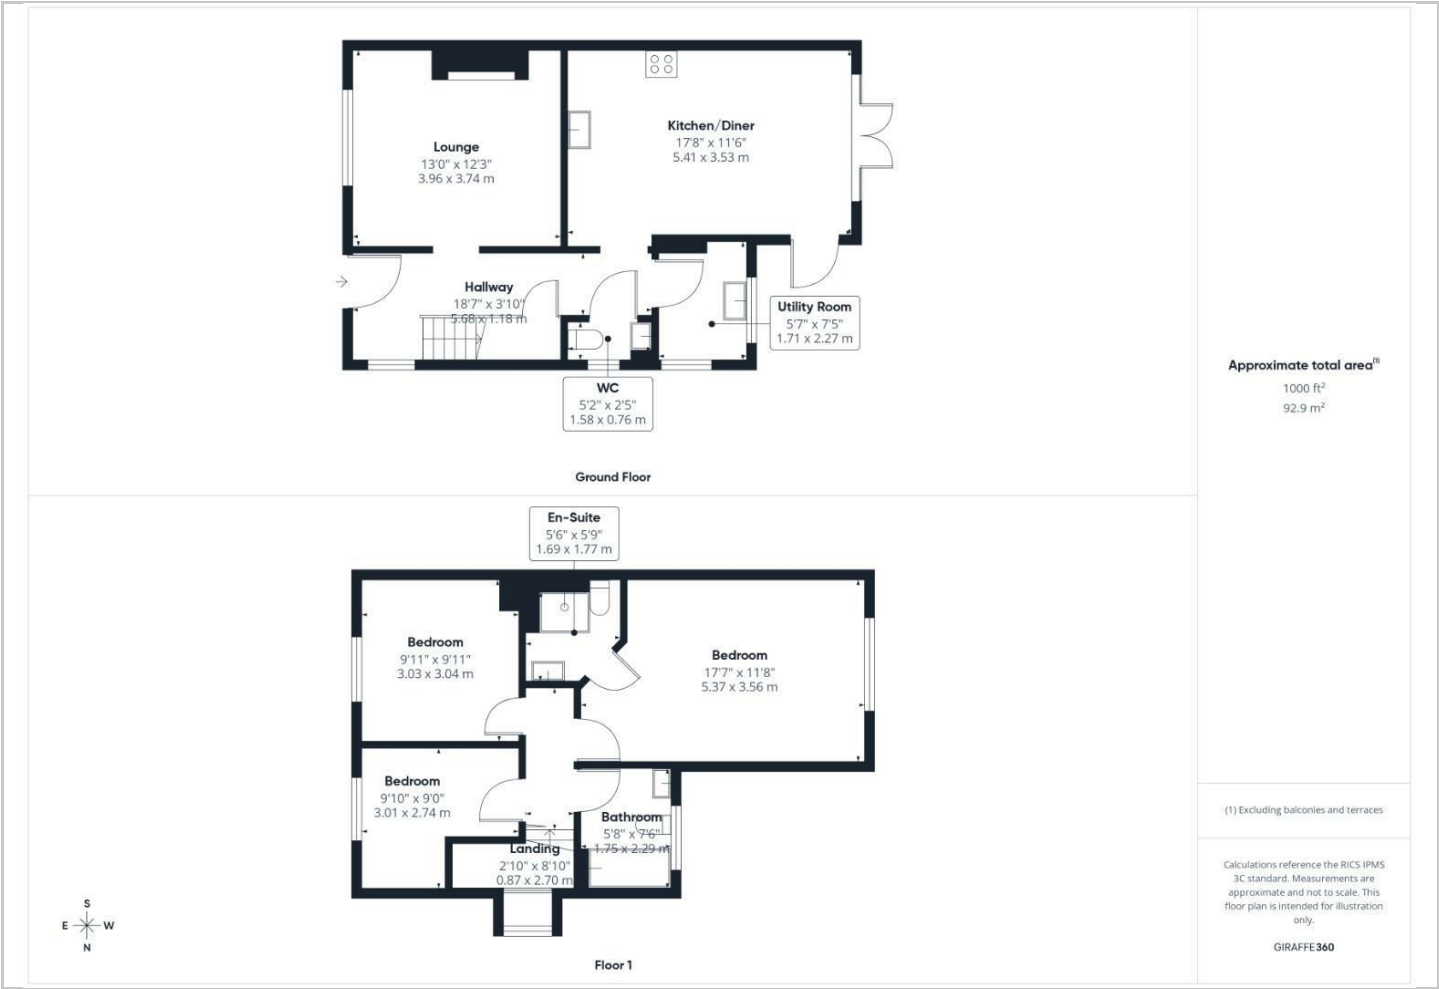 Lounge
13'0" x 12'3"
3.96 x 3.74 m
Kitchen/Diner
17'8" x 11'6"
5.41 x 3.53 m
Hallway
18'7" x 3'10"
5.68 x 1.18 m
Utility Room
5'7" x 7'5"
1.71 x 2.27 m
WC
5'2" x 2'5"
1.58 x 0.76 m
Ground Floor
En-Suite
5'6" x 5'9"
1.69 x 1.77 m
Bedroom
9'11" x 9'11"
3.03 x 3.04 m
Bedroom
17'7" x 11'8"
5.37 x 3.56 m
Bedroom
9'10" x 9'0"
3.01 x 2.74 m
Bathroom
5'8" x 7'6"
1.75 x 2.29 m
Landing
2'10" x 8'10"
0.87 x 2.70 m
S
E W
N
Floor 1
Approximate total area(1)
1000 ft²
92.9 m²
(1) Excluding balconies and terraces
Calculations reference the RICS IPMS
3C standard. Measurements are
approximate and not to scale. This
floor plan is intended for illustration
only.
GIRAFFE360